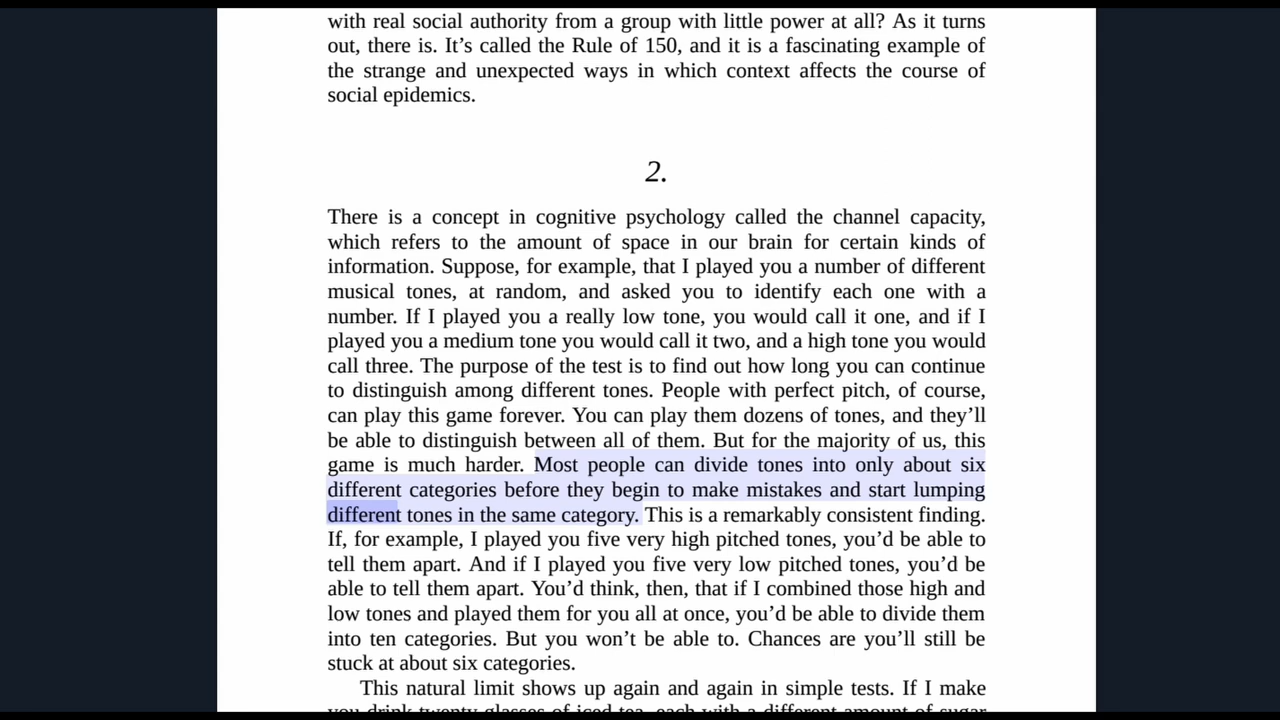 with real social authority from a group with little power at all? As it turns
out, there is. It’s called the Rule of 150, and it is a fascinating example of
the strange and unexpected ways in which context affects the course of
social epidemics.
2.
There is a concept in cognitive psychology called the channel capacity,
which refers to the amount of space in our brain for certain kinds of
information. Suppose, for example, that I played you a number of different
musical tones, at random, and asked you to identify each one with a
number. If I played you a really low tone, you would call it one, and if I
played you a medium tone you would call it two, and a high tone you would
call three. The purpose of the test is to find out how long you can continue
to distinguish among different tones. People with perfect pitch, of course,
can play this game forever. You can play them dozens of tones, and they’ll
be able to distinguish between all of them. But for the majority of us, this
game is much harder. Most people can divide tones into only about six
different categories before they begin to make mistakes and start lumping
different tones in the same category. This is a remarkably consistent finding.
If, for example, I played you five very high pitched tones, you’d be able to
tell them apart. And if I played you five very low pitched tones, you’d be
able to tell them apart. You’d think, then, that if I combined those high and
low tones and played them for you all at once, you’d be able to divide them
into ten categories. But you won’t be able to. Chances are you’ll still be
stuck at about six categories.
This natural limit shows up again and again in simple tests. If I make
you drink twenty glasses of iced tea, each with a different amount of sugar